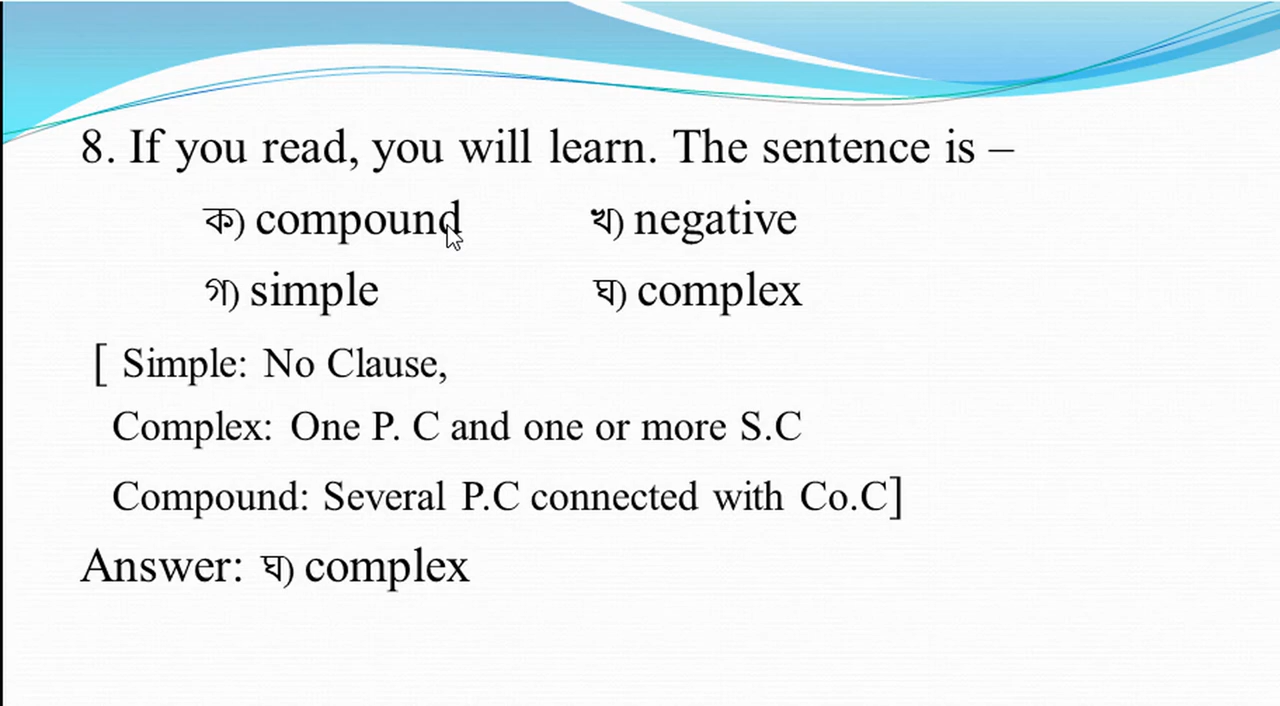 8. If you read, you will learn. The sentence is –
ক) compound খ) negative
গ) simple ঘ) complex
[ Simple: No Clause,
Complex: One P. C and one or more S.C
Compound: Several P.C connected with Co.C]
Answer: ঘ) complex